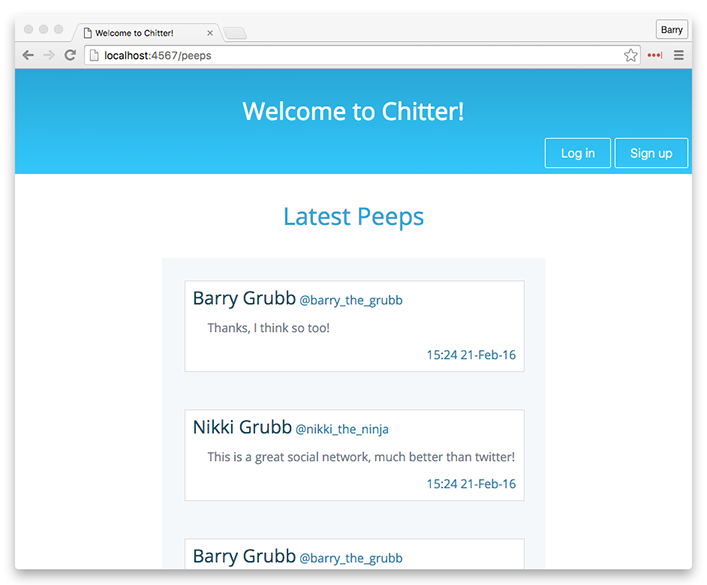 Welcome to Chitter!
Barry
localhost:4567/peeps
Welcome to Chitter!
Log in
Sign up
Latest Peeps
Barry Grubb @barry_the_grubb
Thanks, I think so too!
15:24 21-Feb-16
Nikki Grubb @nikki_the_ninja
This is a great social network, much better than twitter!
15:24 21-Feb-16
Barry Grubb @barry_the_grubb